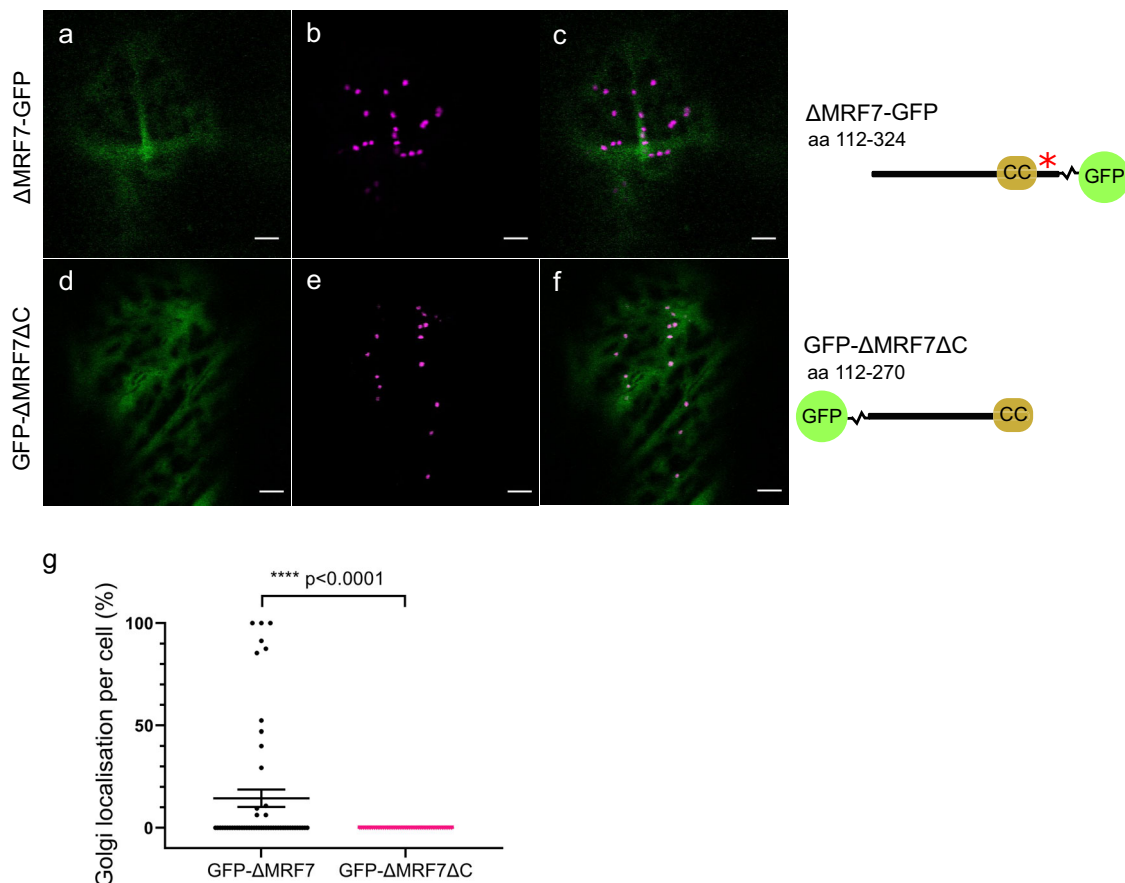 ΔMRF7-GFP
a
b
c
ΔMRF7-GFP
aa 112-324
CC
*
GFP
GFP-ΔMRF7ΔC
d
e
f
GFP-ΔMRF7ΔC
aa 112-270
GFP
CC
g
**** p<0.0001
Golgi localisation per cell (%)
100
50
0
GFP-ΔMRF7
GFP-ΔMRF7ΔC